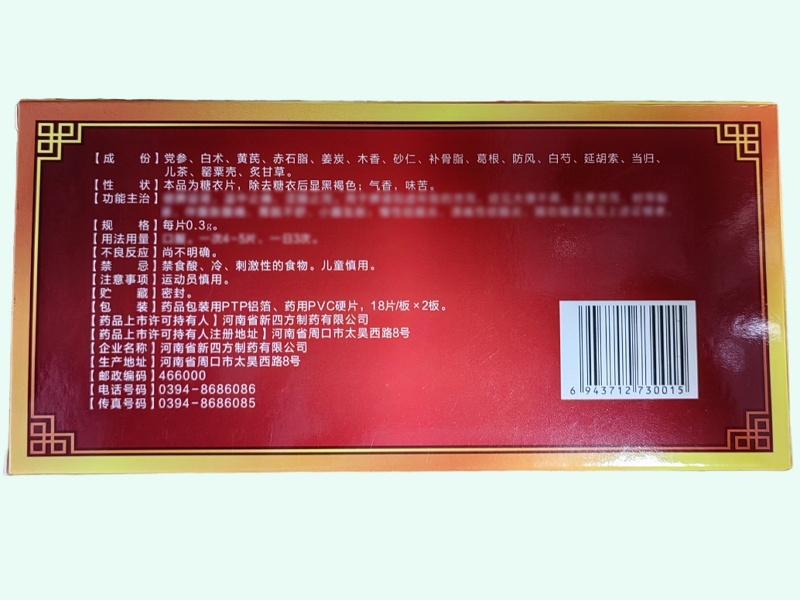 【成　份】党参、白术、黄芪、赤石脂、姜炭、木香、砂仁、补骨脂、葛根、防风、白芍、延胡索、当归、
儿茶、罂粟壳、炙甘草。
【性　状】本品为糖衣片，除去糖衣后显黑褐色；气香，味苦。
【功能主治】
【规　格】每片0.3g。
【用法用量】口服，一次4-5片，一日3次。
【不良反应】尚不明确。
【禁　忌】禁食酸、冷、刺激性的食物。儿童慎用。
【注意事项】运动员慎用。
【贮　藏】密封。
【包　装】药品包装用PTP铝箔、药用PVC硬片，18片/板×2板。
【药品上市许可持有人】河南省新四方制药有限公司
【药品上市许可持有人注册地址】河南省周口市太昊西路8号
【企业名称】河南省新四方制药有限公司
【生产地址】河南省周口市太昊西路8号
【邮政编码】466000
【电话号码】0394-8686086
【传真号码】0394-8686085
6 943712 730015